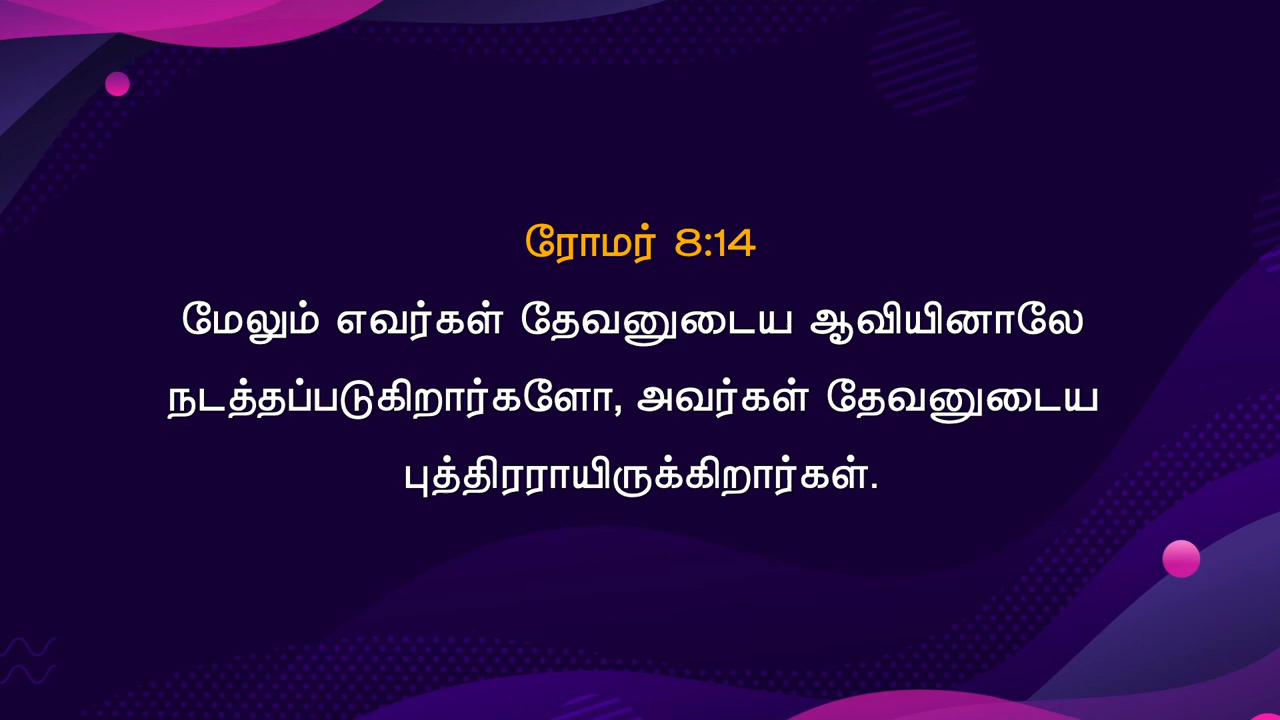 ரோமர் 8:14
மேலும் எவர்கள் தேவனுடைய ஆவியினாலே
நடத்தப்படுகிறார்களோ, அவர்கள் தேவனுடைய
புத்திரராயிருக்கிறார்கள்.